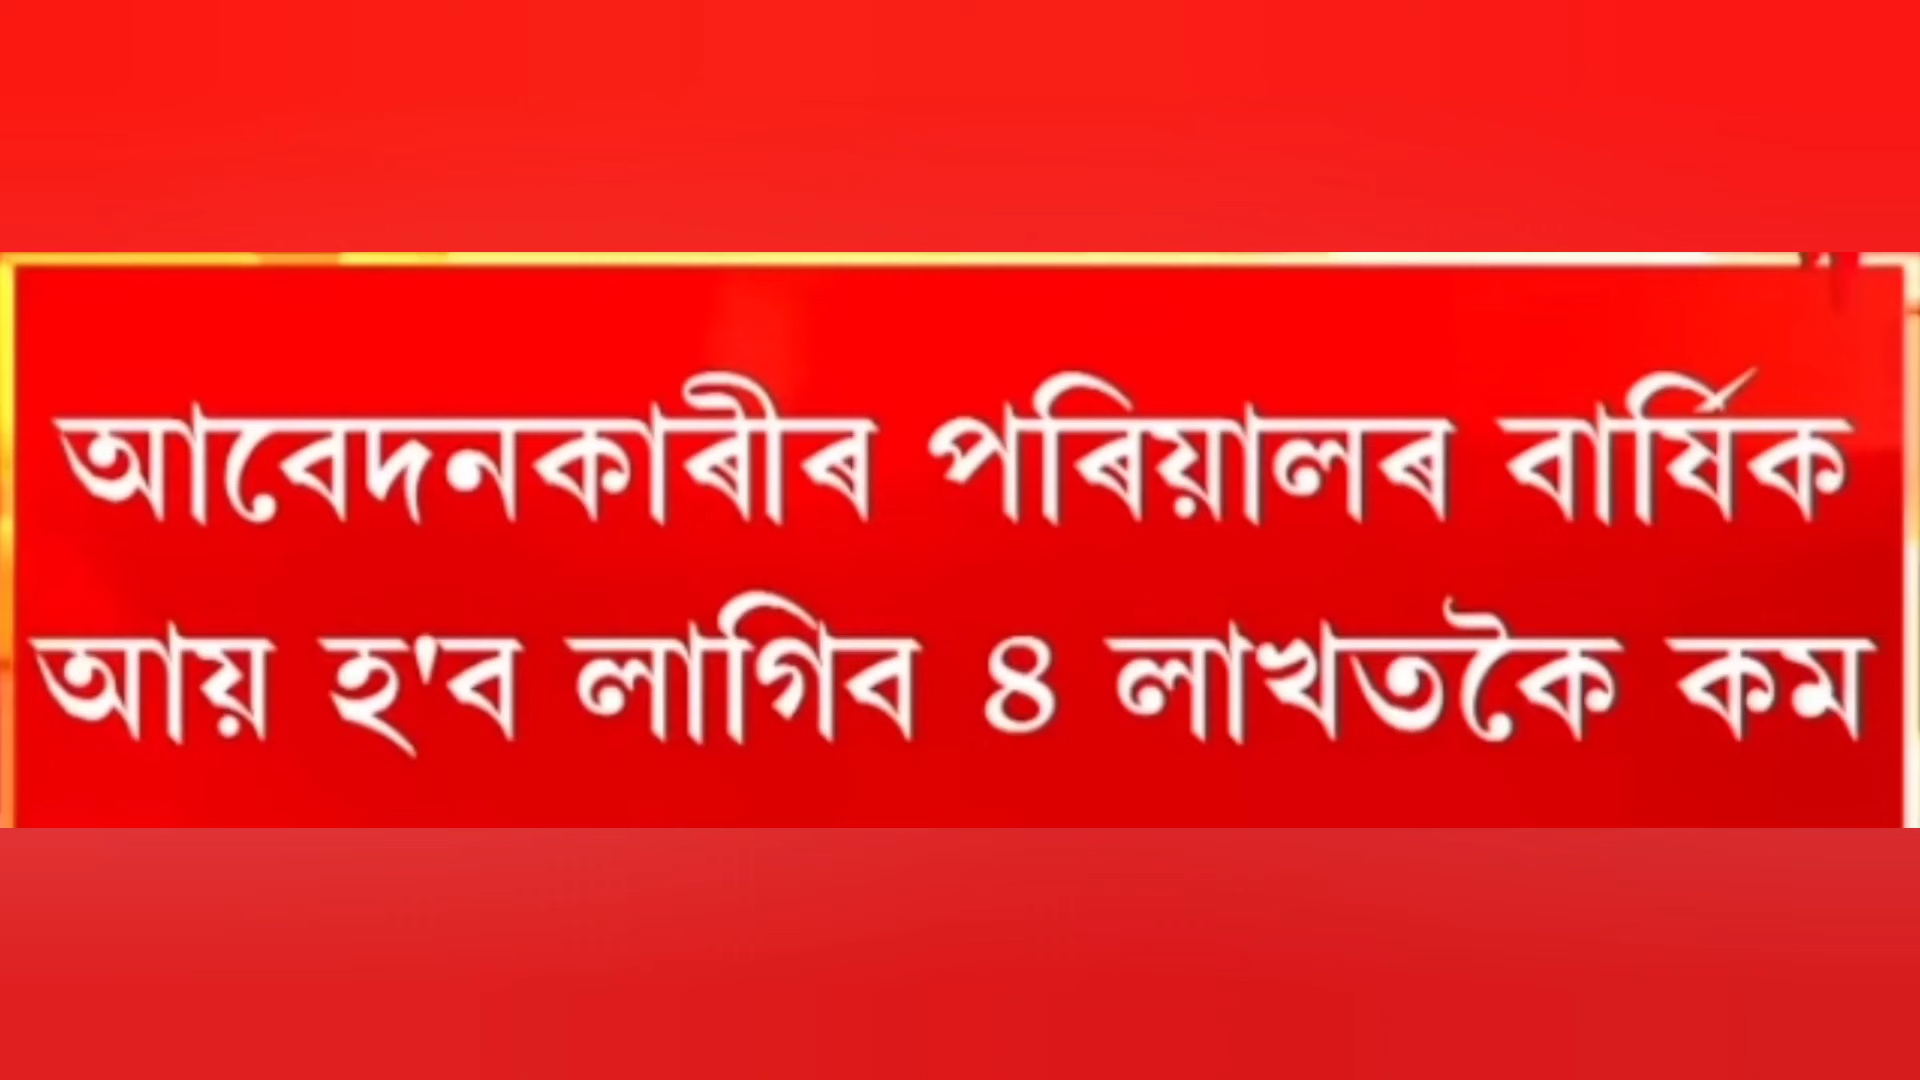 আবেদনকাৰীৰ পৰিয়ালৰ বাৰ্ষিক
আয় হ'ব লাগিব ৪ লাখতকৈ কম